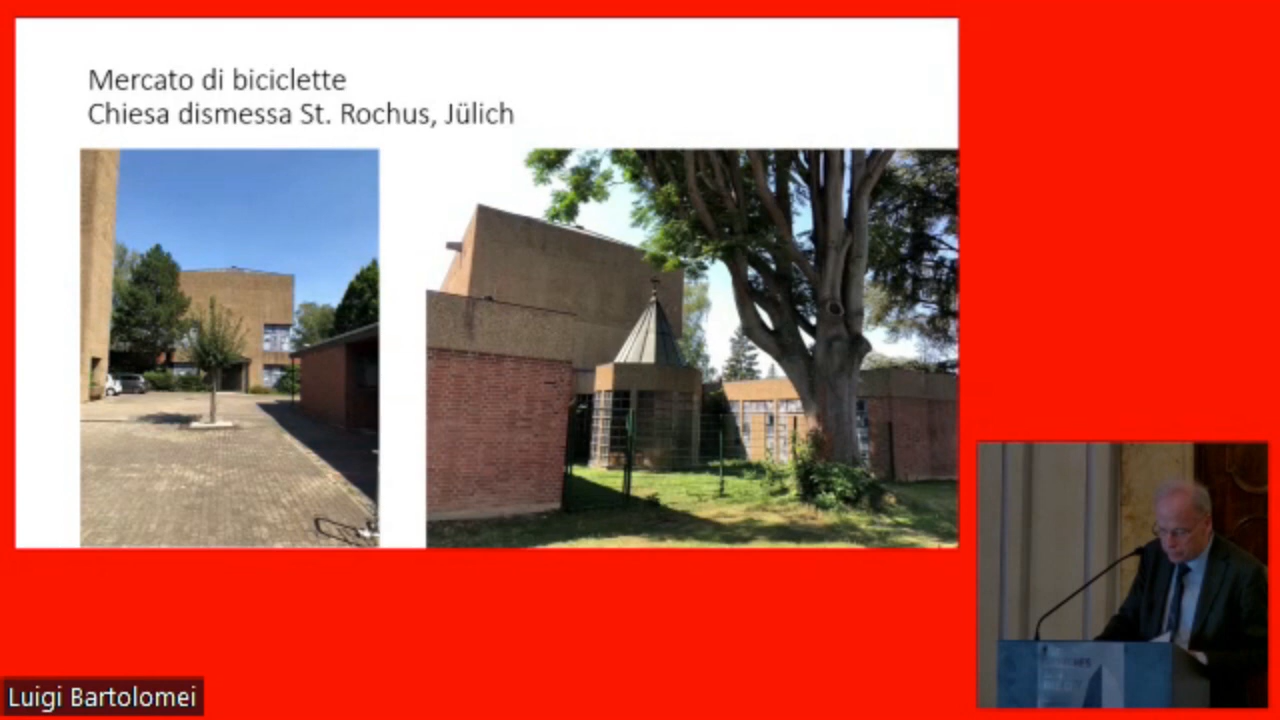 Mercato di biciclette
Chiesa dismessa St. Rochus, Jülich
Luigi Bartolomei